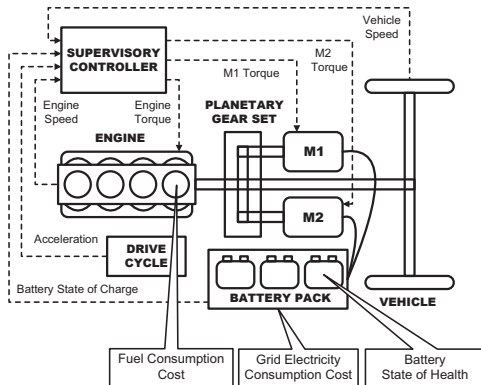 Vehicle
Speed
SUPERVISORY
CONTROLLER
M2
Torque
M1 Torque
Engine
Speed
Engine
Torque
PLANETARY
GEAR SET
ENGINE
M1
M2
Acceleration
DRIVE
CYCLE
Battery State of Charge
BATTERY PACK
VEHICLE
Fuel Consumption
Cost
Grid Electricity
Consumption Cost
Battery
State of Health